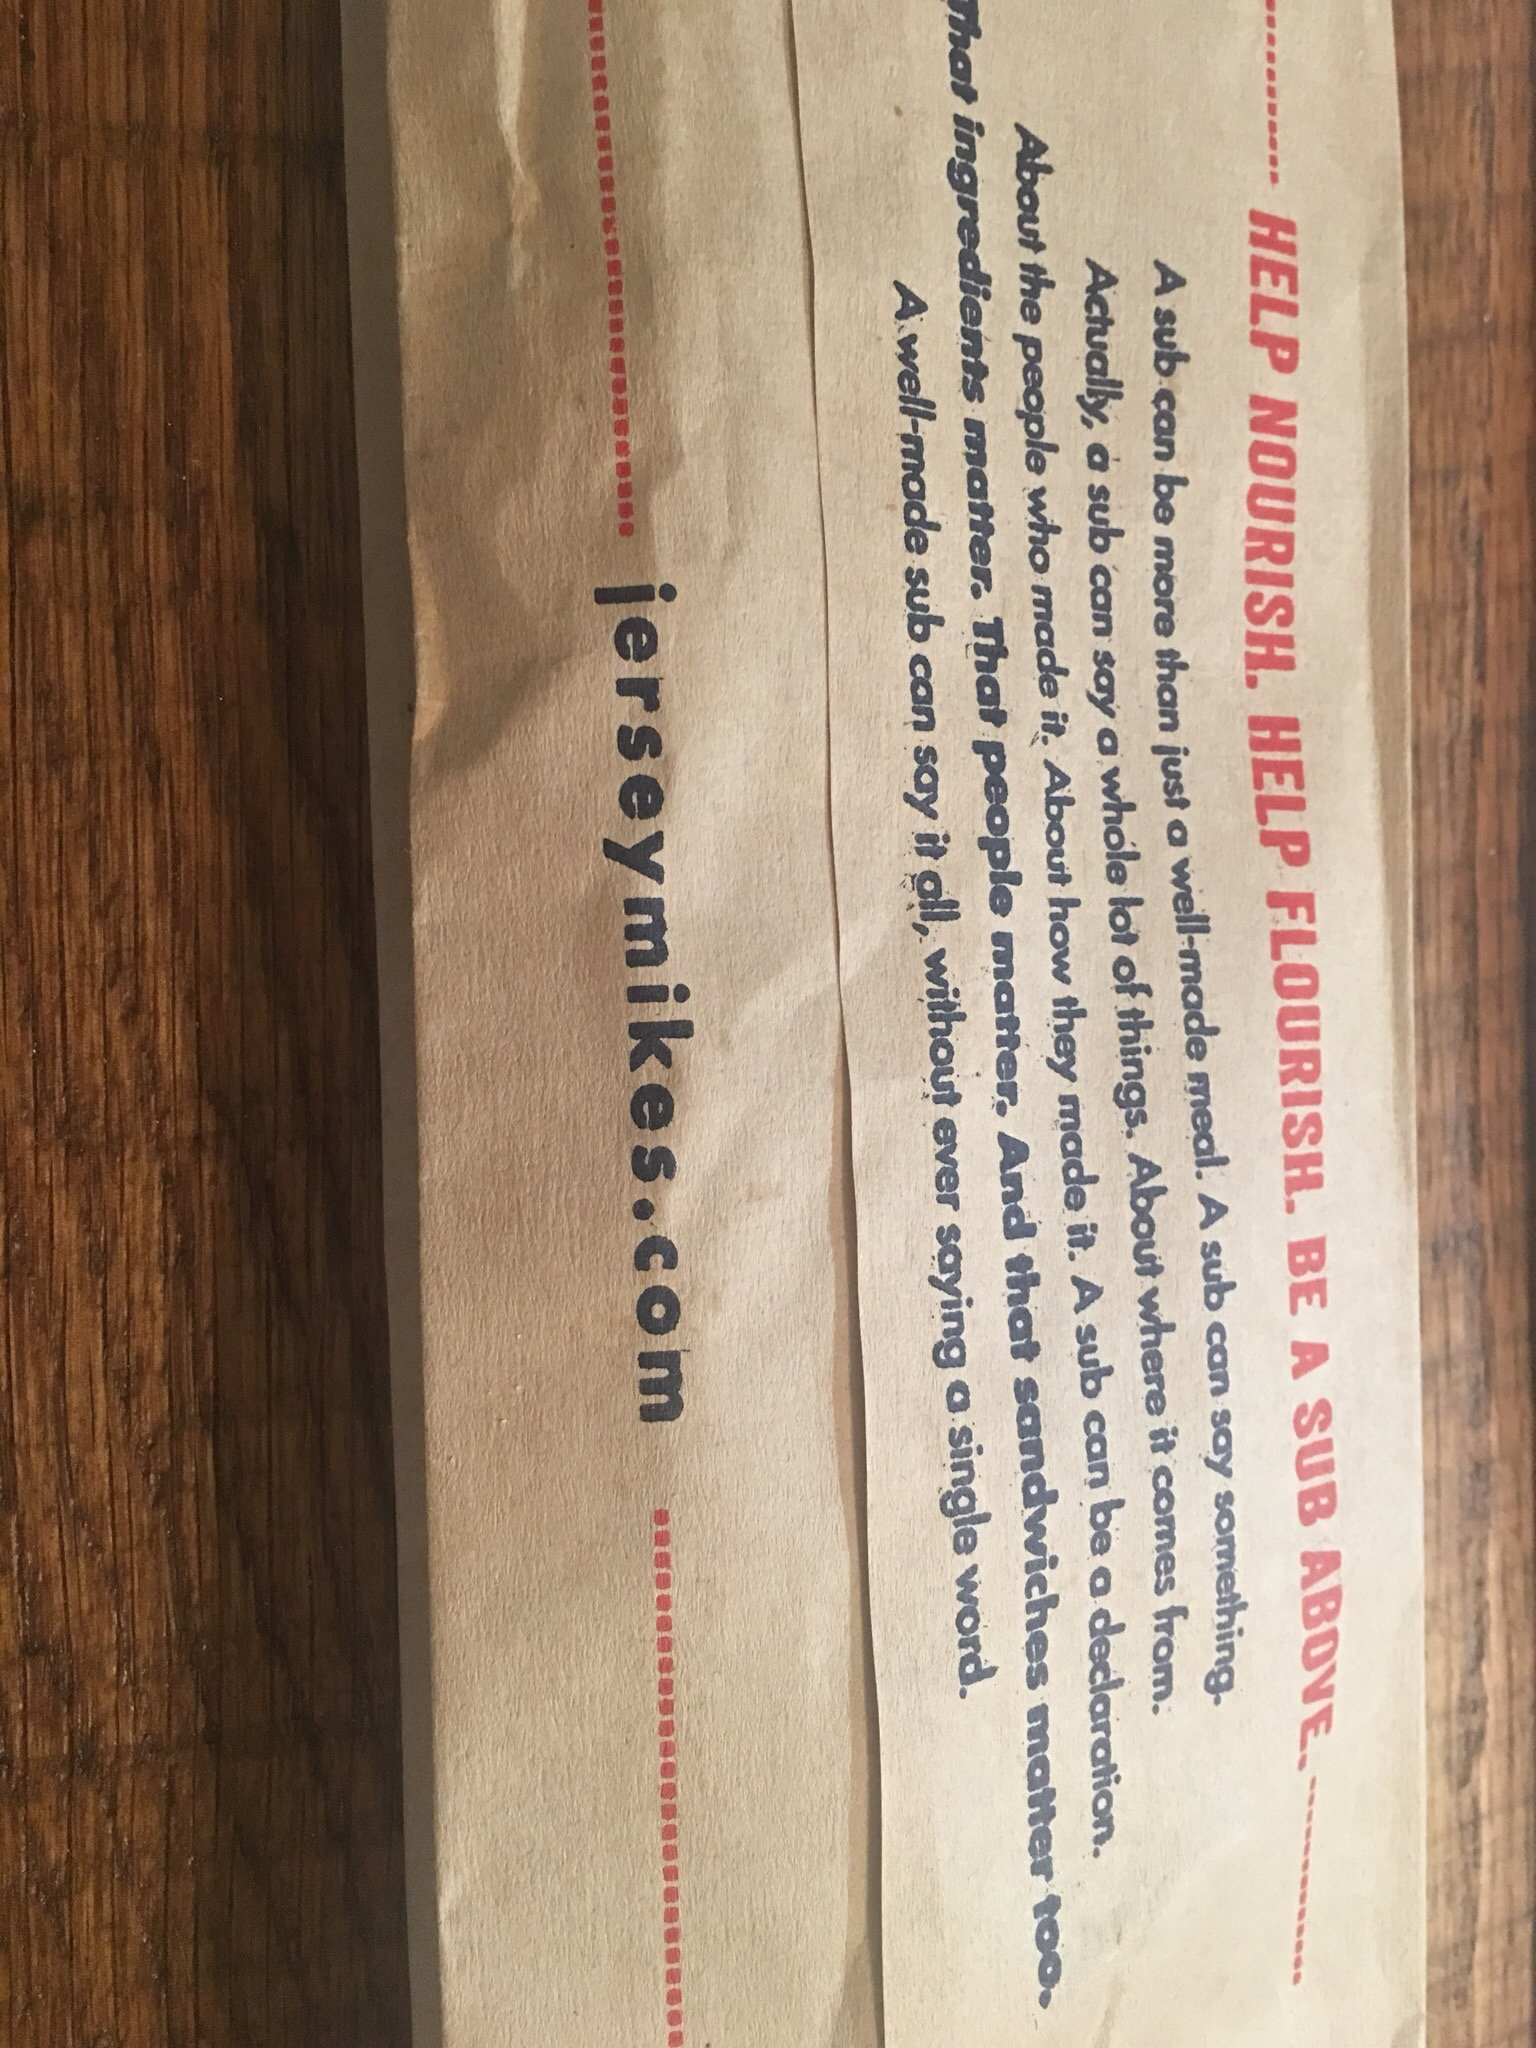 HELP NOURISH. HELP FLOURISH. BE A SUB ABOVE.
A sub can be more than just a well-made meal. A sub can say something.
Actually, a sub can say a whole lot of things. About where it comes from.
About the people who made it. About how they made it. A sub can be a declaration.
That ingredients matter. That people matter. And that sandwiches matter too.
A well-made sub can say it all, without ever saying a single word.
jerseymikes.com